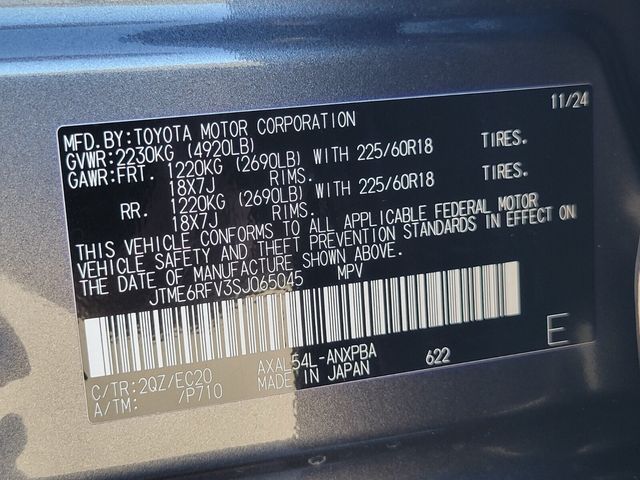 11/24
MFD.BY:TOYOTA MOTOR CORPORATION
GVWR:2230KG (4920LB)
GAWR:FRT. 1220KG (2690LB) WITH 225/60R18 TIRES.
18X7J RIMS.
RR. 1220KG (2690LB) WITH 225/60R18 TIRES.
18X7J RIMS.
THIS VEHICLE CONFORMS TO ALL APPLICABLE FEDERAL MOTOR
VEHICLE SAFETY AND THEFT PREVENTION STANDARDS IN EFFECT ON
THE DATE OF MANUFACTURE SHOWN ABOVE.
JTME6RFV3SJ065045 MPV
C/TR:2QZ/EC20 AXAL54L-ANXPBA 622 E
A/TM: /P710 MADE IN JAPAN